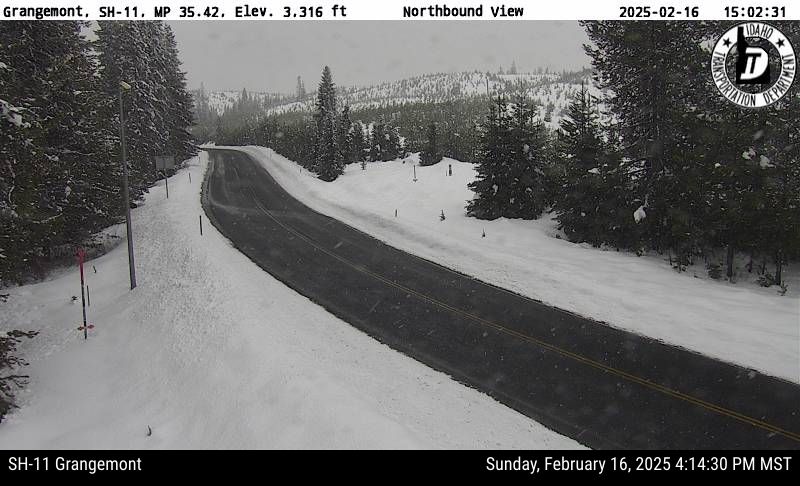 Grangemont, SH-11, MP 35.42, Elev. 3,316 ft Northbound View 2025-02-16 15:02:31
IDAHO
TRANSPORTATION DEPARTMENT
SH-11 Grangemont Sunday, February 16, 2025 4:14:30 PM MST